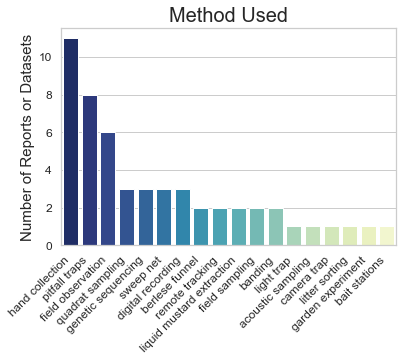 Method Used
Number of Reports or Datasets
10
8
6
4
2
0
hand collection
pitfall traps
field observation
quadrat sampling
genetic sequencing
sweep net
digital recording
berlese funnel
remote tracking
liquid mustard extraction
field sampling
banding
light trap
acoustic sampling
camera trap
litter sorting
garden experiment
bait stations